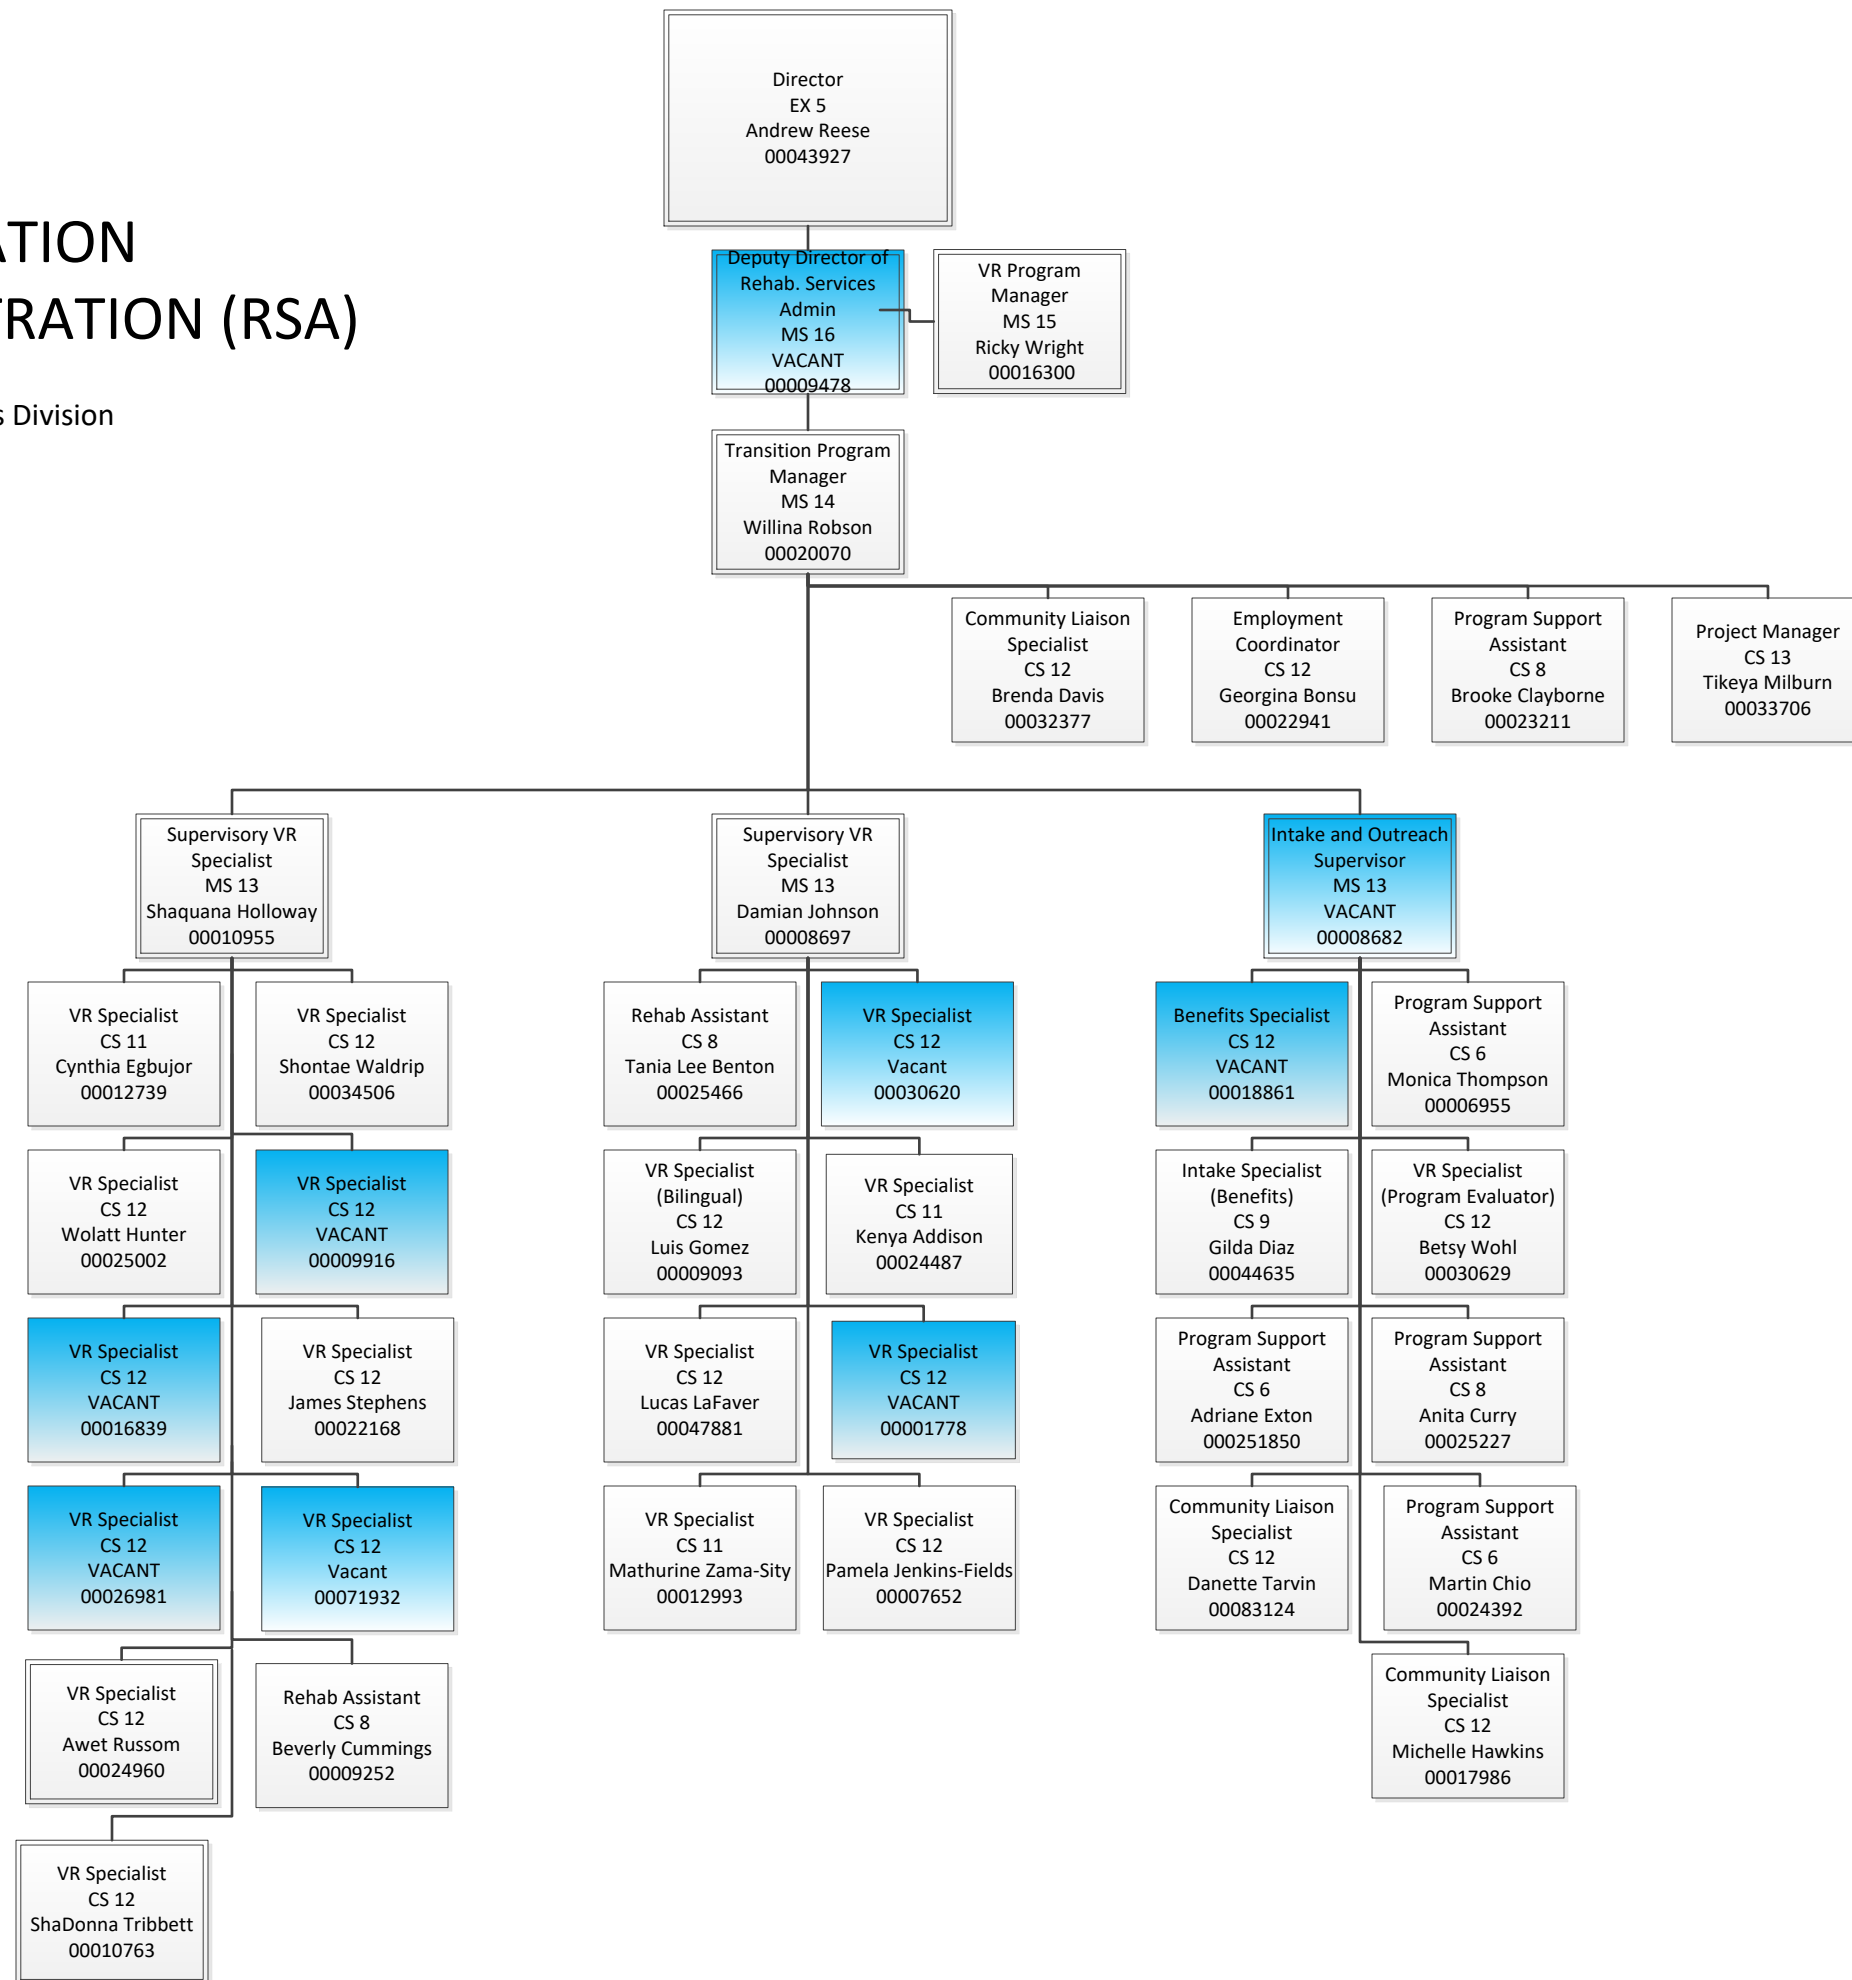 Director
EX 5
Andrew Reese
00043927
ATION
TRATION (RSA)
s Division
Deputy Director of
Rehab. Services
Admin
MS 16
VACANT
00009478
VR Program
Manager
MS 15
Ricky Wright
00016300
Transition Program
Manager
MS 14
Willina Robson
00020070
Community Liaison
Specialist
CS 12
Brenda Davis
00032377
Employment
Coordinator
CS 12
Georgina Bonsu
00022941
Program Support
Assistant
CS 8
Brooke Clayborne
00023211
Project Manager
CS 13
Tikeya Milburn
00033706
Supervisory VR
Specialist
MS 13
Shaquana Holloway
00010955
Supervisory VR
Specialist
MS 13
Damian Johnson
00008697
Intake and Outreach
Supervisor
MS 13
VACANT
00008682
VR Specialist
CS 11
Cynthia Egbujor
00012739
VR Specialist
CS 12
Shontae Waldrip
00034506
Rehab Assistant
CS 8
Tania Lee Benton
00025466
VR Specialist
CS 12
Vacant
00030620
Benefits Specialist
CS 12
VACANT
00018861
Program Support
Assistant
CS 6
Monica Thompson
00006955
VR Specialist
CS 12
Wolatt Hunter
00025002
VR Specialist
CS 12
VACANT
00009916
VR Specialist
(Bilingual)
CS 12
Luis Gomez
00009093
VR Specialist
CS 11
Kenya Addison
00024487
Intake Specialist
(Benefits)
CS 9
Gilda Diaz
00044635
VR Specialist
(Program Evaluator)
CS 12
Betsy Wohl
00030629
VR Specialist
CS 12
VACANT
00016839
VR Specialist
CS 12
James Stephens
00022168
VR Specialist
CS 12
Lucas LaFaver
00047881
VR Specialist
CS 12
VACANT
00001778
Program Support
Assistant
CS 6
Adriane Exton
000251850
Program Support
Assistant
CS 8
Anita Curry
00025227
VR Specialist
CS 12
VACANT
00026981
VR Specialist
CS 12
Vacant
00071932
VR Specialist
CS 11
Mathurine Zama-Sity
00012993
VR Specialist
CS 12
Pamela Jenkins-Fields
00007652
Community Liaison
Specialist
CS 12
Danette Tarvin
00083124
Program Support
Assistant
CS 6
Martin Chio
00024392
VR Specialist
CS 12
Awet Russom
00024960
Rehab Assistant
CS 8
Beverly Cummings
00009252
Community Liaison
Specialist
CS 12
Michelle Hawkins
00017986
VR Specialist
CS 12
ShaDonna Tribbett
00010763